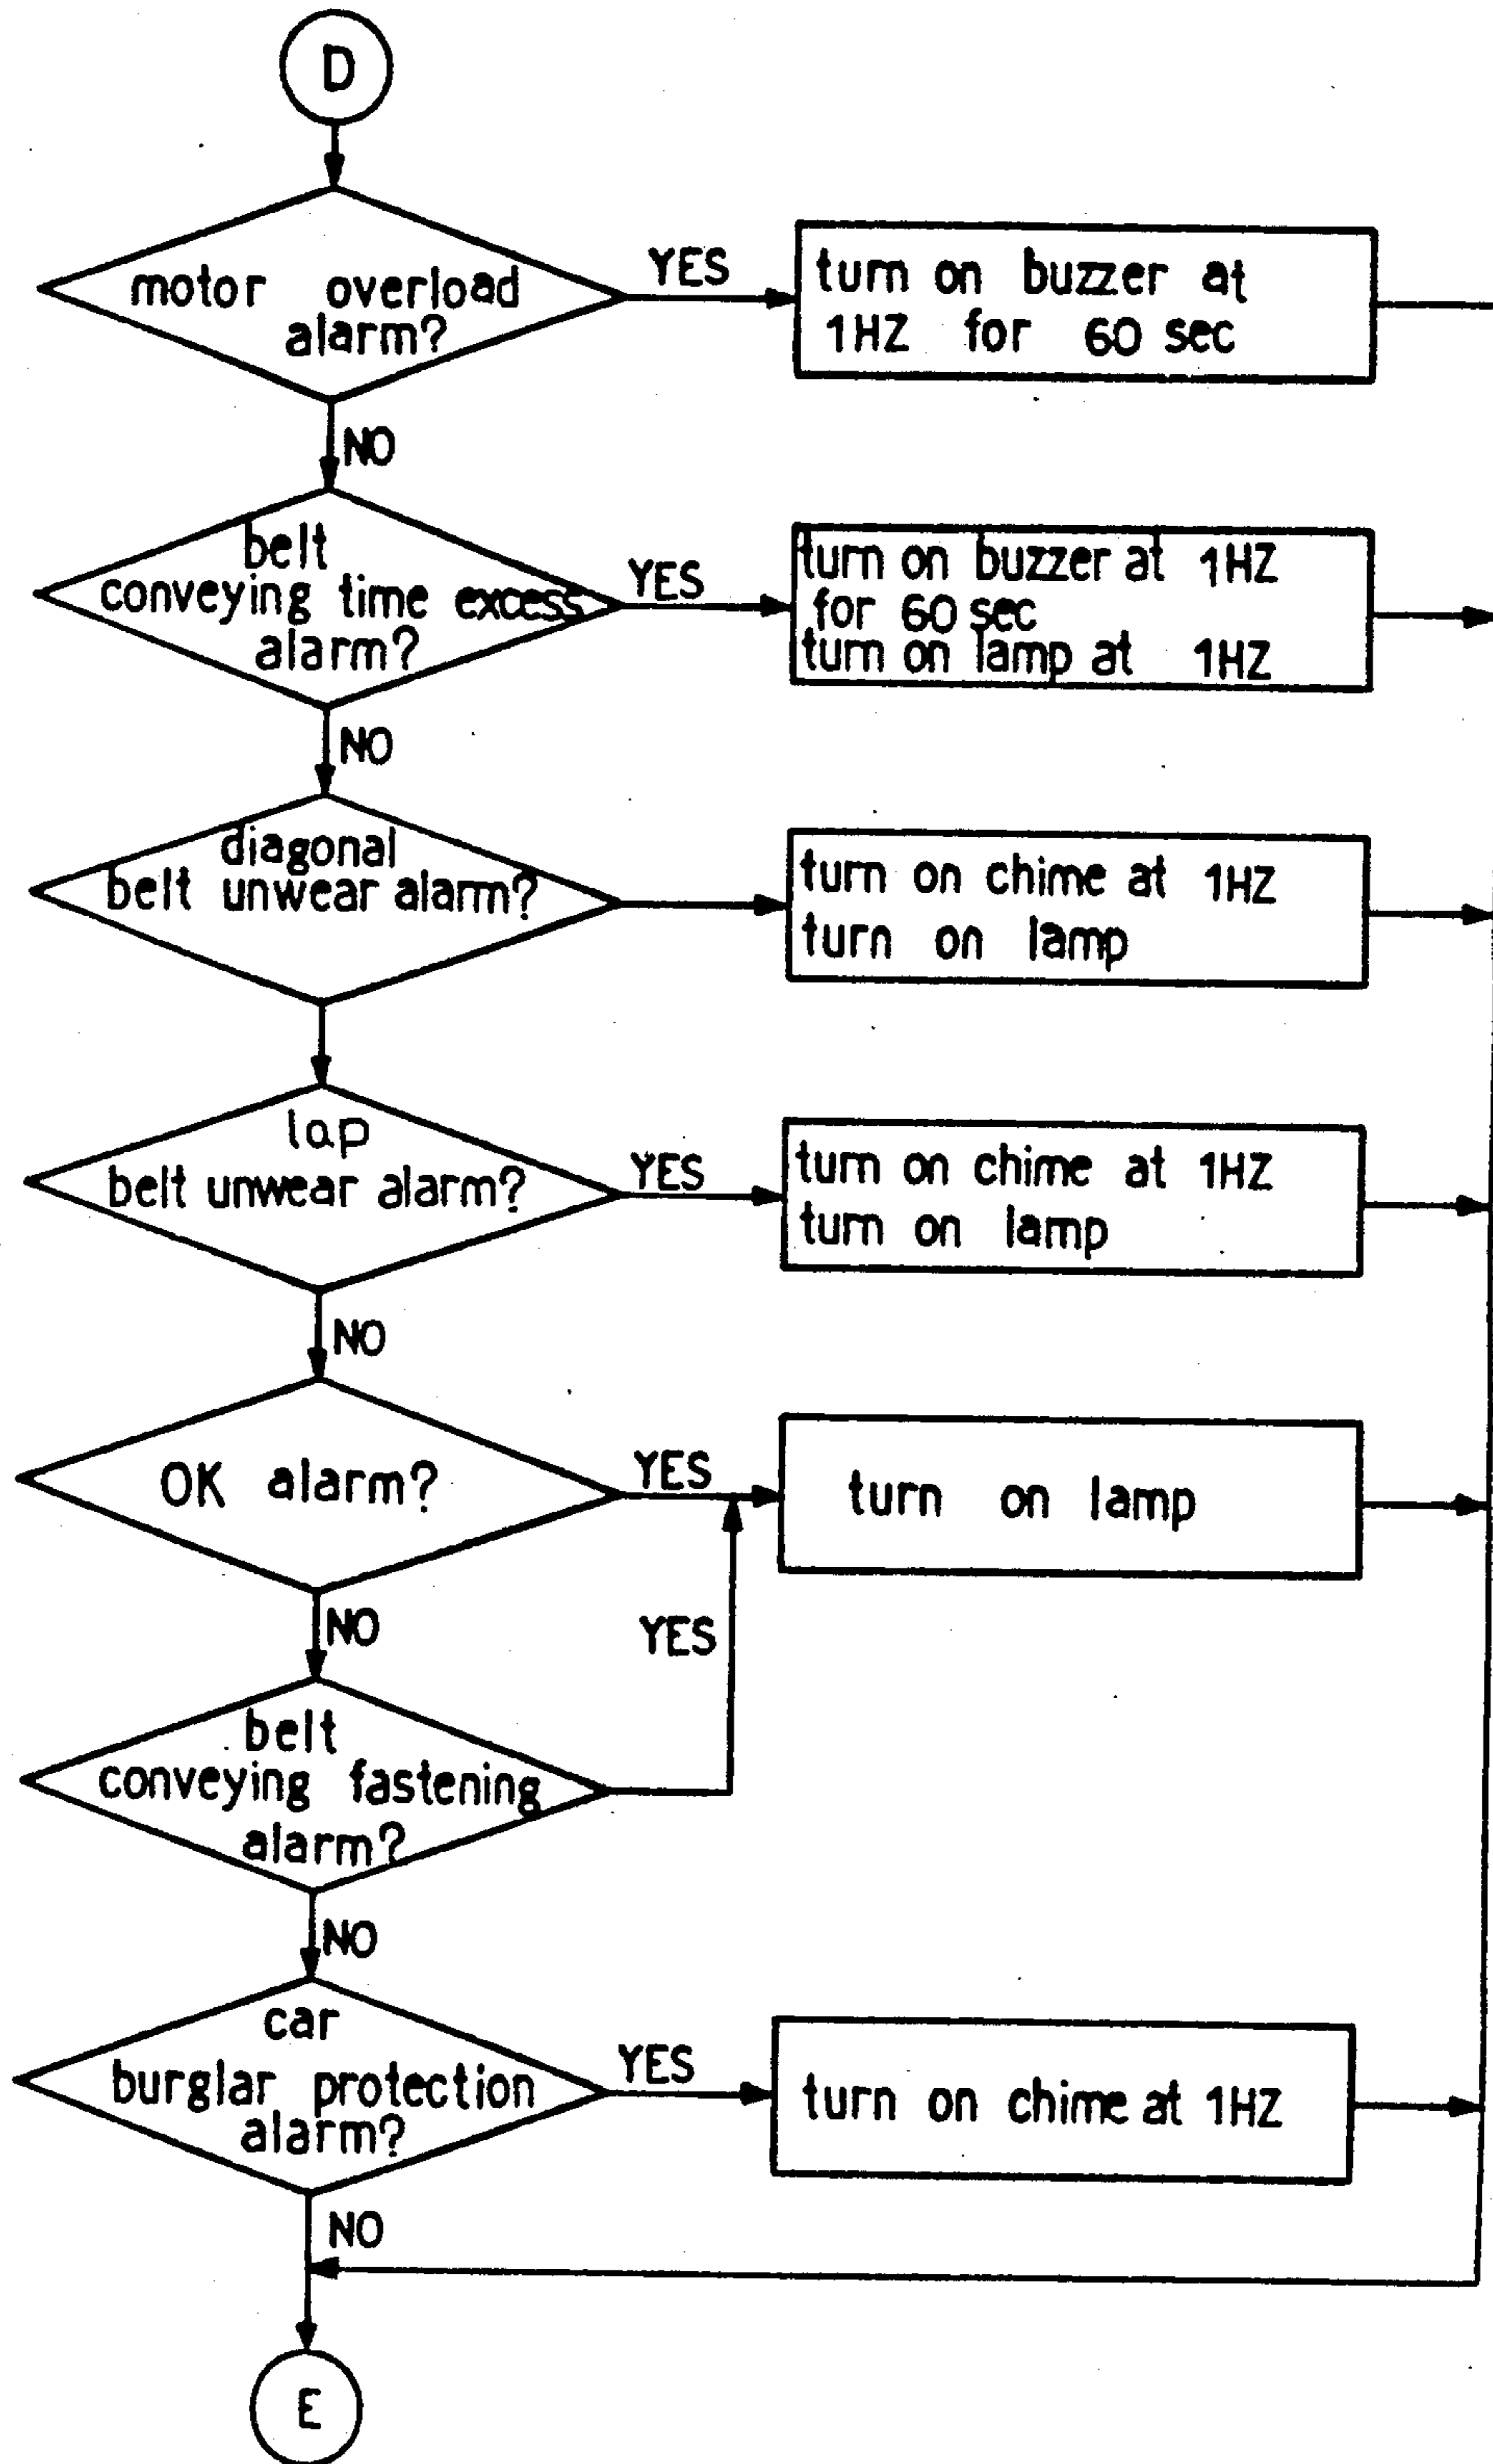 D
motor overload
alarm?
YES
turn on buzzer at
1HZ for 60 sec
NO
belt
conveying time excess
alarm?
YES
turn on buzzer at 1HZ
for 60 sec
turn on lamp at 1HZ
NO
diagonal
belt unwear alarm?
turn on chime at 1HZ
turn on lamp
lap
belt unwear alarm?
YES
turn on chime at 1HZ
turn on lamp
NO
OK alarm?
YES
turn on lamp
NO
YES
belt
conveying fastening
alarm?
NO
car
burglar protection
alarm?
YES
turn on chime at 1HZ
NO
E